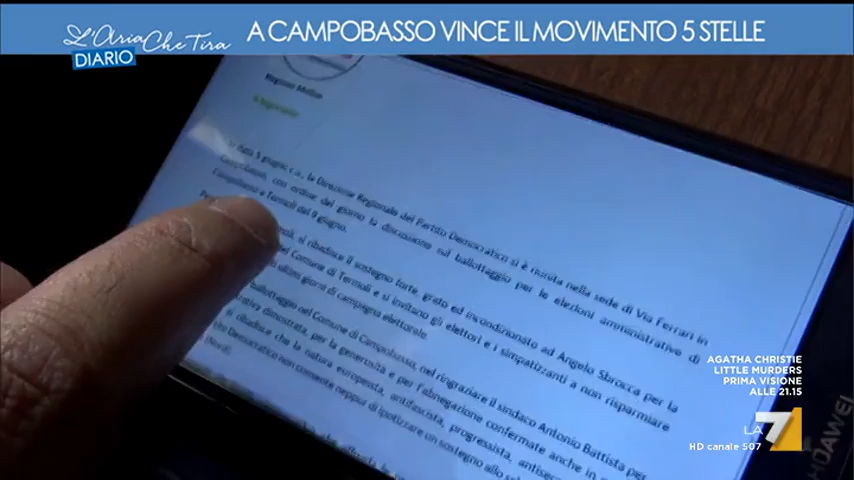 L'Aria Che Tira
DIARIO
A CAMPOBASSO VINCE IL MOVIMENTO 5 STELLE
Regione Molise
In data 5 giugno c.a., la Direzione Regionale del Partito Democratico si è riunita nella sede di Via Ferrari in
Campobasso, con ordine del giorno la discussione sul ballottaggio per le elezioni amministrative di
Campobasso e Termoli del 9 giugno.
si ribadisce il sostegno forte, grato ed incondizionato ad Angelo Sbrocca per la
nel Comune di Termoli e si invitano gli elettori e i simpatizzanti a non risparmiare
ultimi giorni di campagna elettorale.
ballottaggio nel Comune di Campobasso, nel ringraziare il sindaco Antonio Battista per
dimostrata, per la generosità e per l'abnegazione confermate anche in
si ribadisce che la natura europeista, antifascista, progressista,
Democratico non consente neppur di ipotizzare un sostegno
AGATHA CHRISTIE
LITTLE MURDERS
PRIMA VISIONE
ALLE 21.15
LA7
HD canale 507
HUAWEI